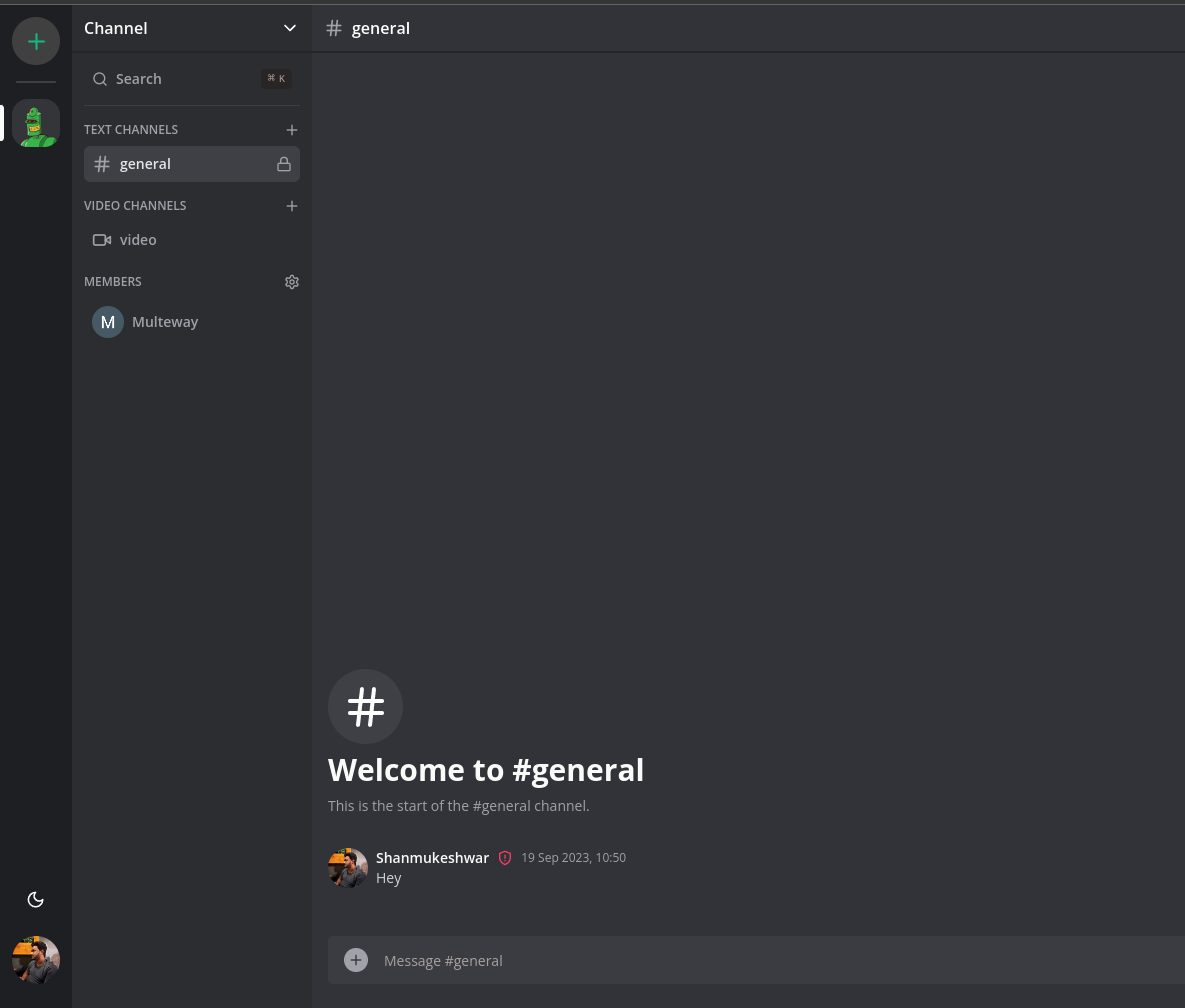 Channel
# general
Search
⌘ K
TEXT CHANNELS
# general
VIDEO CHANNELS
video
MEMBERS
M Multeway
#
Welcome to #general
This is the start of the #general channel.
Shanmukeshwar 19 Sep 2023, 10:50
Hey
Message #general